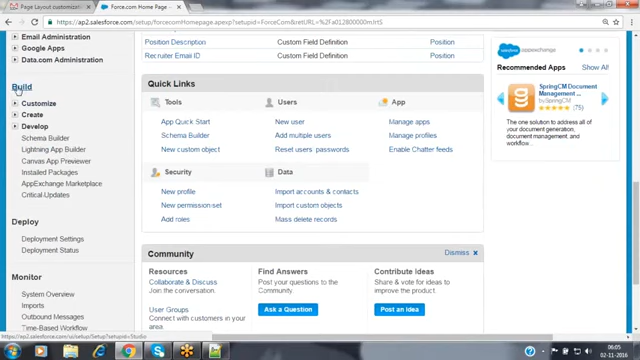 Page Layout customizat
Force.com Home Page ~
https://ap2.salesforce.com/setup/forcecomHomepage.apexp?setupid=ForceCom&retURL=%2Fa012800000M1rtS
Email Administration
Google Apps
Data.com Administration
Build
Customize
Create
Develop
Schema Builder
Lightning App Builder
Canvas App Previewer
Installed Packages
AppExchange Marketplace
Critical Updates
Deploy
Deployment Settings
Deployment Status
Monitor
System Overview
Imports
Outbound Messages
Time-Based Workflow
Position Description Custom Field Definition Position
Recruiter Email ID Custom Field Definition Position
Quick Links
Tools
App Quick Start
Schema Builder
New custom object
Users
New user
Add multiple users
Reset users' passwords
App
Manage apps
Manage profiles
Enable Chatter feeds
Security
New profile
New permission set
Add roles
Data
Import accounts & contacts
Import custom objects
Mass delete records
Community
Dismiss
Resources
Collaborate & Discuss
Join the conversation.
User Groups
Connect with customers in
your area.
Find Answers
Post your questions to the
Community.
Ask a Question
Contribute Ideas
Share & vote for ideas to
improve the product.
Post an Idea
appexchange
Recommended Apps
Show All
SpringCM Document
Management ...
by SpringCM
(75)
The one solution to address all of
your document generation,
management, and
workflow...
https://ap2.salesforce.com/ui/setup/Setup?setupid=Studio
06:05
02-11-2016